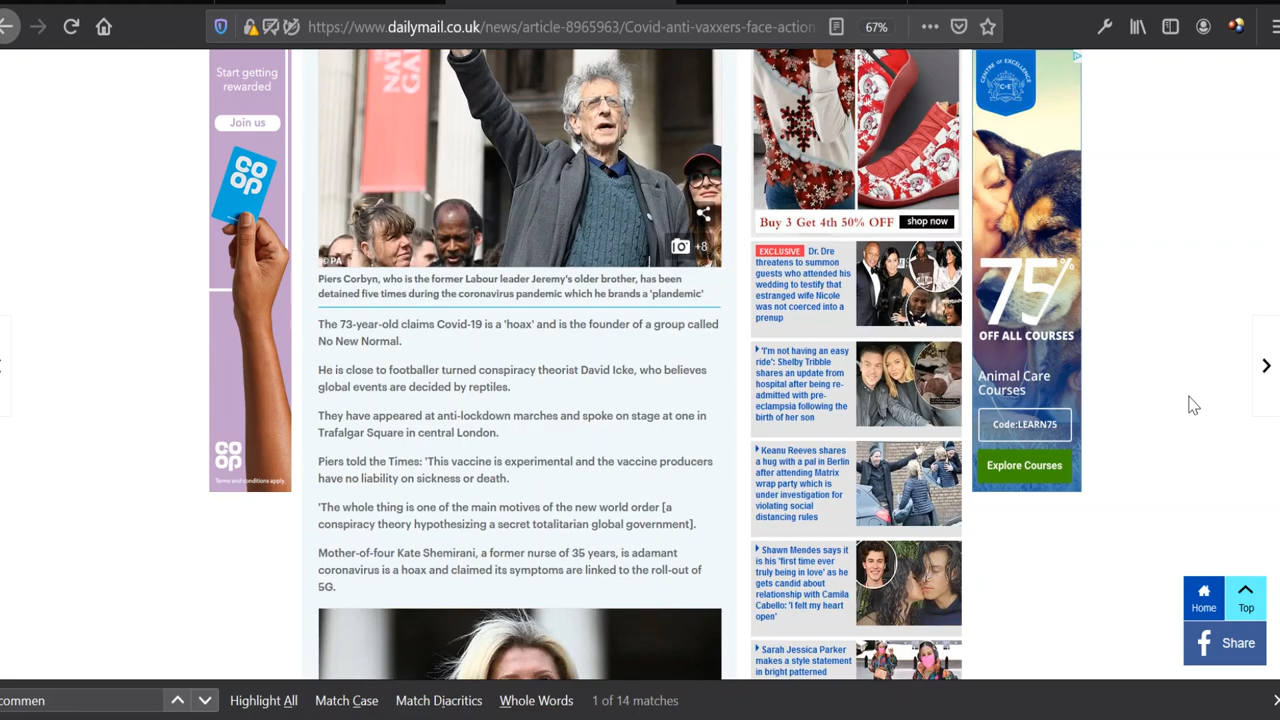 https://www.dailymail.co.uk/news/article-8965963/Covid-anti-vaxxers-face-action
67%
Start getting
rewarded
Join us
CO
OP
CO
OP
Terms and conditions apply.
NAT
GA
PA
+8
Piers Corbyn, who is the former Labour leader Jeremy's older brother, has been
detained five times during the coronavirus pandemic which he brands a 'plandemic'
The 73-year-old claims Covid-19 is a 'hoax' and is the founder of a group called
No New Normal.
He is close to footballer turned conspiracy theorist David Icke, who believes
global events are decided by reptiles.
They have appeared at anti-lockdown marches and spoke on stage at one in
Trafalgar Square in central London.
Piers told the Times: 'This vaccine is experimental and the vaccine producers
have no liability on sickness or death.
'The whole thing is one of the main motives of the new world order [a
conspiracy theory hypothesizing a secret totalitarian global government].
Mother-of-four Kate Shemirani, a former nurse of 35 years, is adamant
coronavirus is a hoax and claimed its symptoms are linked to the roll-out of
5G.
Buy 3 Get 4th 50% OFF shop now
EXCLUSIVE Dr. Dre
threatens to summon
guests who attended his
wedding to testify that
estranged wife Nicole
was not coerced into a
prenup
'I'm not having an easy
ride': Shelby Tribble
shares an update from
hospital after being re-
admitted with pre-
eclampsia following the
birth of her son
Keanu Reeves shares
a hug with a pal in Berlin
after attending Matrix
wrap party which is
under investigation for
violating social
distancing rules
Shawn Mendes says it
is his 'first time ever
truly being in love' as he
gets candid about
relationship with Camila
Cabello: 'I felt my heart
open'
Sarah Jessica Parker
makes a style statement
in bright patterned
CENTRE OF EXCELLENCE
C E
75%
OFF ALL COURSES
Animal Care
Courses
Code:LEARN75
Explore Courses
Home
Top
Share
commen
Highlight All
Match Case
Match Diacritics
Whole Words
1 of 14 matches